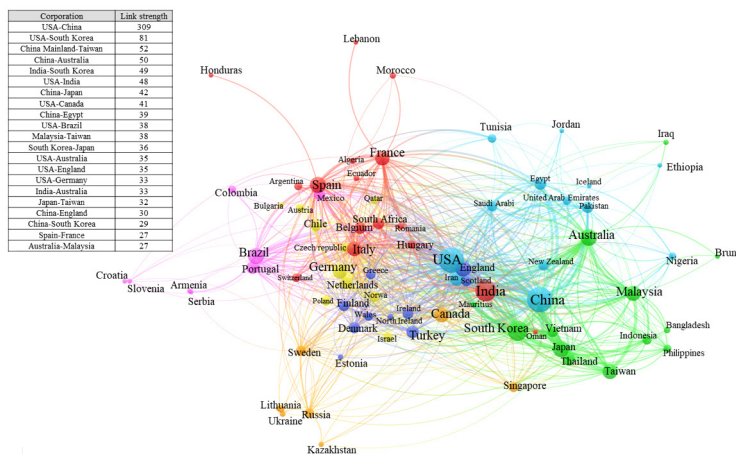 Corporation Link strength
USA-China 309
USA-South Korea 81
China Mainland-Taiwan 52
China-Australia 50
India-South Korea 49
USA-India 48
China-Japan 42
USA-Canada 41
China-Egypt 39
USA-Brazil 38
Malaysia-Taiwan 38
South Korea-Japan 36
USA-Australia 35
USA-England 35
USA-Germany 33
India-Australia 33
Japan-Taiwan 32
China-England 30
China-South Korea 29
Spain-France 27
Australia-Malaysia 27
Lebanon
Honduras
Morocco
Tunisia
Jordan
Iraq
France
Algeria
Ecuador
Ethiopia
Egypt
Iceland
Argentina
Spain
Mexico
Qatar
Colombia
United Arab Emirates
Saudi Arabi
Pakistan
Bulgaria
Austria
Chile
South Africa
Belgium
Romania
Australia
Czech republic
Italy
Hungary
Brazil
Portugal
Germany
Greece
USA
England
New Zealand
Nigeria
Brun
Croatia
Slovenia
Armenia
Serbia
Switzerland
Netherlands
Iran
Scotland
India
China
Malaysia
Poland
Norwa
Finland
Mauritius
Wales
Ireland
North Ireland
Canada
Denmark
Turkey
Israel
South Korea
Oman
Vietnam
Indonesia
Bangladesh
Philippines
Japan
Thailand
Taiwan
Sweden
Estonia
Singapore
Lithuania
Ukraine
Russia
Kazakhstan